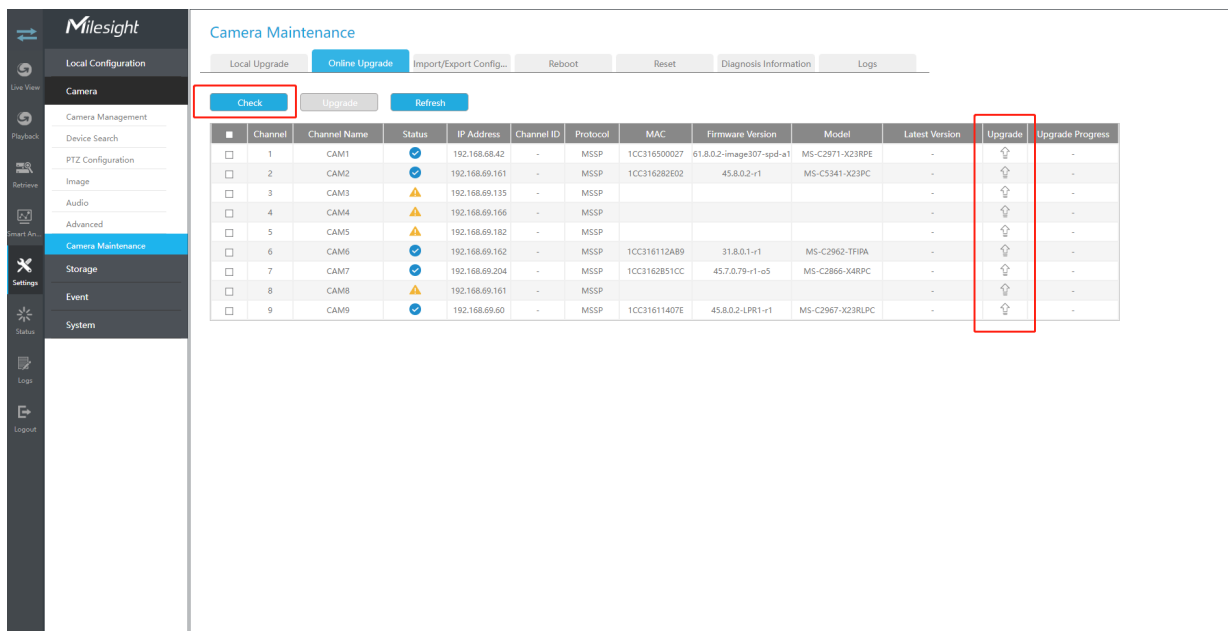 Milesight
Live View
Playback
Retrieve
Smart An...
Settings
Status
Logs
Logout
Local Configuration
Camera
Camera Management
Device Search
PTZ Configuration
Image
Audio
Advanced
Camera Maintenance
Storage
Event
System
Camera Maintenance
Local Upgrade Online Upgrade Import/Export Config... Reboot Reset Diagnosis Information Logs
Check Upgrade Refresh
Channel Channel Name Status IP Address Channel ID Protocol MAC Firmware Version Model Latest Version Upgrade Upgrade Progress
1 CAM1 192.168.68.42 - MSSP 1CC316500027 61.8.0.2-image307-spd-a1 MS-C2971-X23RPE - -
2 CAM2 192.168.69.161 - MSSP 1CC316282E02 45.8.0.2-r1 MS-C5341-X23PC - -
3 CAM3 192.168.69.135 - MSSP - -
4 CAM4 192.168.69.166 - MSSP - -
5 CAM5 192.168.69.182 - MSSP - -
6 CAM6 192.168.69.162 - MSSP 1CC316112AB9 31.8.0.1-r1 MS-C2962-TFIPA - -
7 CAM7 192.168.69.204 - MSSP 1CC3162B51CC 45.7.0.79-r1-o5 MS-C2866-X4RPC - -
8 CAM8 192.168.69.161 - MSSP - -
9 CAM9 192.168.69.60 - MSSP 1CC31611407E 45.8.0.2-LPR1-r1 MS-C2967-X23RLPC - -